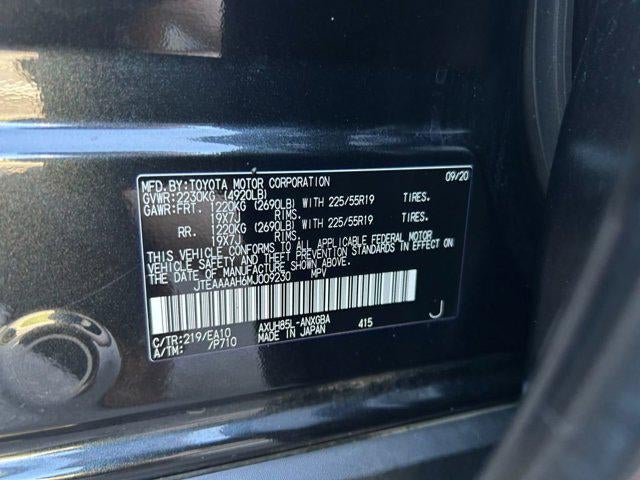 MFD. BY:TOYOTA MOTOR CORPORATION 09/20
GVWR:2230KG (4920LB)
GAWR:FRT. 1220KG (2690LB) WITH 225/55R19 TIRES.
19X7J RIMS.
RR. 1220KG (2690LB) WITH 225/55R19 TIRES.
19X7J RIMS.
THIS VEHICLE CONFORMS TO ALL APPLICABLE FEDERAL MOTOR
VEHICLE SAFETY AND THEFT PREVENTION STANDARDS IN EFFECT ON
THE DATE OF MANUFACTURE SHOWN ABOVE.
JTEAAAAH6MJ009230 MPV
C/TR:219/EA10 AXUH85L-ANXGBA 415 J
A/TM: /P710 MADE IN JAPAN